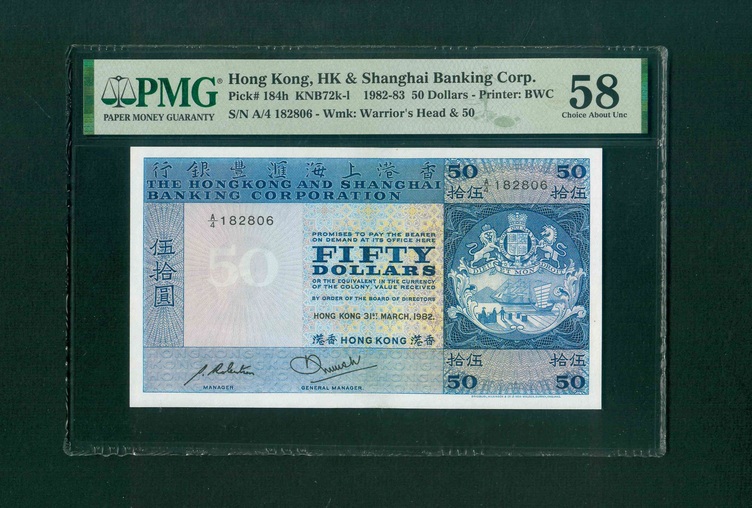 PMG
PAPER MONEY GUARANTY
Hong Kong, HK & Shanghai Banking Corp.
Pick# 184h KNB72k-l 1982-83 50 Dollars - Printer: BWC
S/N A/4 182806 - Wmk: Warrior's Head & 50
58
Choice About Unc
行銀豐滙海上港香
THE HONGKONG AND SHANGHAI
BANKING CORPORATION
50 50
拾伍 A/4 182806 拾伍
A/4 182806
伍拾圓
50
PROMISES TO PAY THE BEARER
ON DEMAND AT ITS OFFICE HERE
FIFTY
DOLLARS
OR THE EQUIVALENT IN THE CURRENCY
OF THE COLONY, VALUE RECEIVED
BY ORDER OF THE BOARD OF DIRECTORS
HONG KONG 31ST MARCH, 1982.
港香 HONG KONG 港香
MANAGER
GENERAL MANAGER.
拾伍 拾伍
50 50